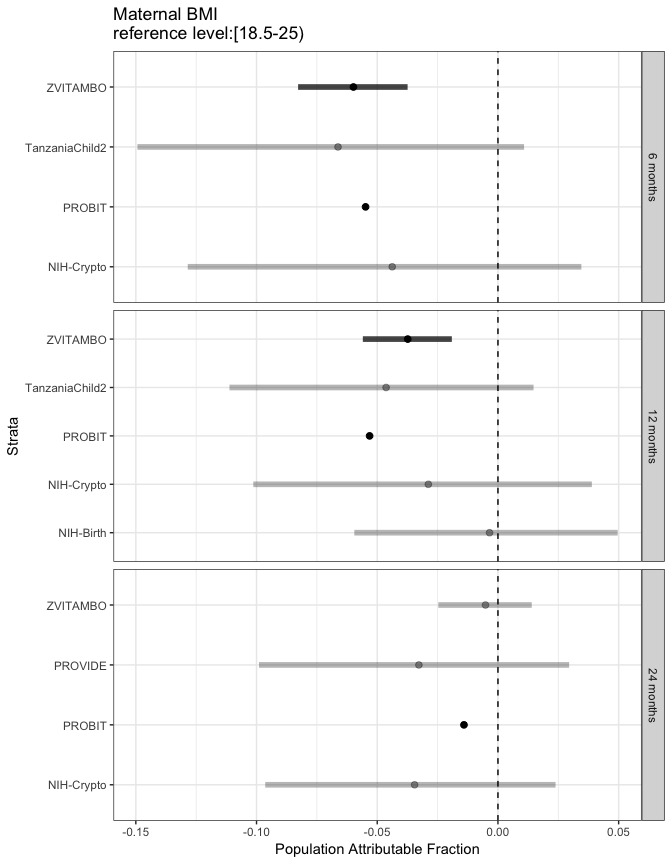 Maternal BMI
reference level:[18.5-25)
Strata
ZVITAMBO
TanzaniaChild2
PROBIT
NIH-Crypto
6 months
ZVITAMBO
TanzaniaChild2
PROBIT
NIH-Crypto
NIH-Birth
12 months
ZVITAMBO
PROVIDE
PROBIT
NIH-Crypto
24 months
-0.15 -0.10 -0.05 0.00 0.05
Population Attributable Fraction